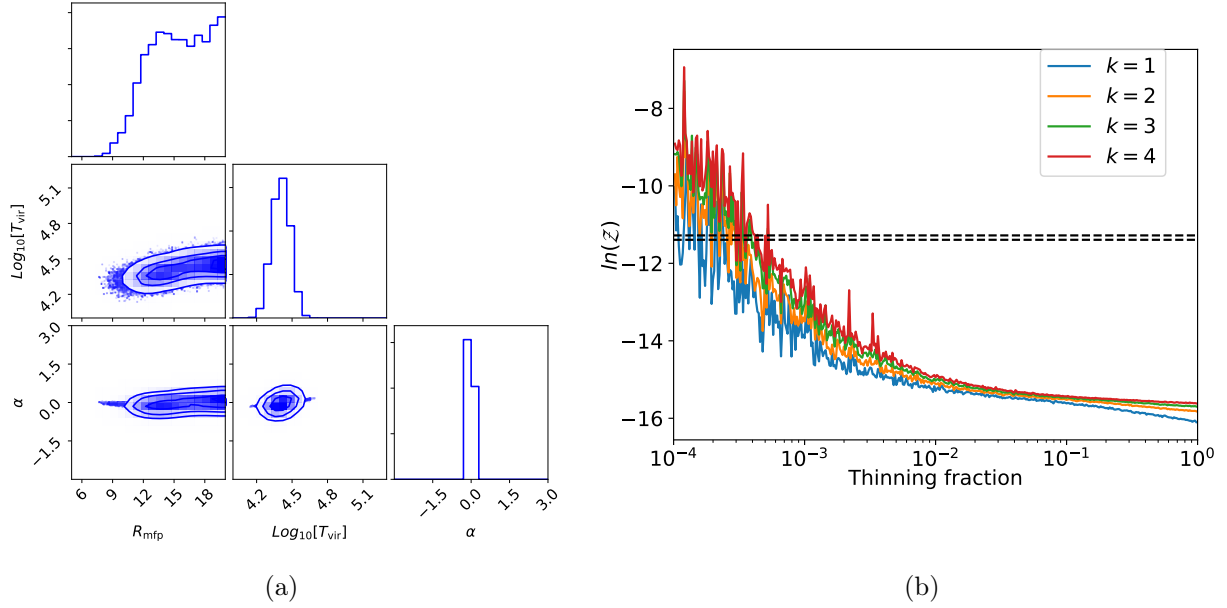 5.1
4.8
4.5
4.2
Log₁₀[T_vir]
3.0
1.5
0.0
−1.5
α
6
9
12
15
18
R_mfp
4.2
4.5
4.8
5.1
Log₁₀[T_vir]
−1.5
0.0
1.5
3.0
α
(a)
k = 1
k = 2
k = 3
k = 4
−8
−10
−12
−14
−16
ln(𝒵)
10⁻⁴
10⁻³
10⁻²
10⁻¹
10⁰
Thinning fraction
(b)